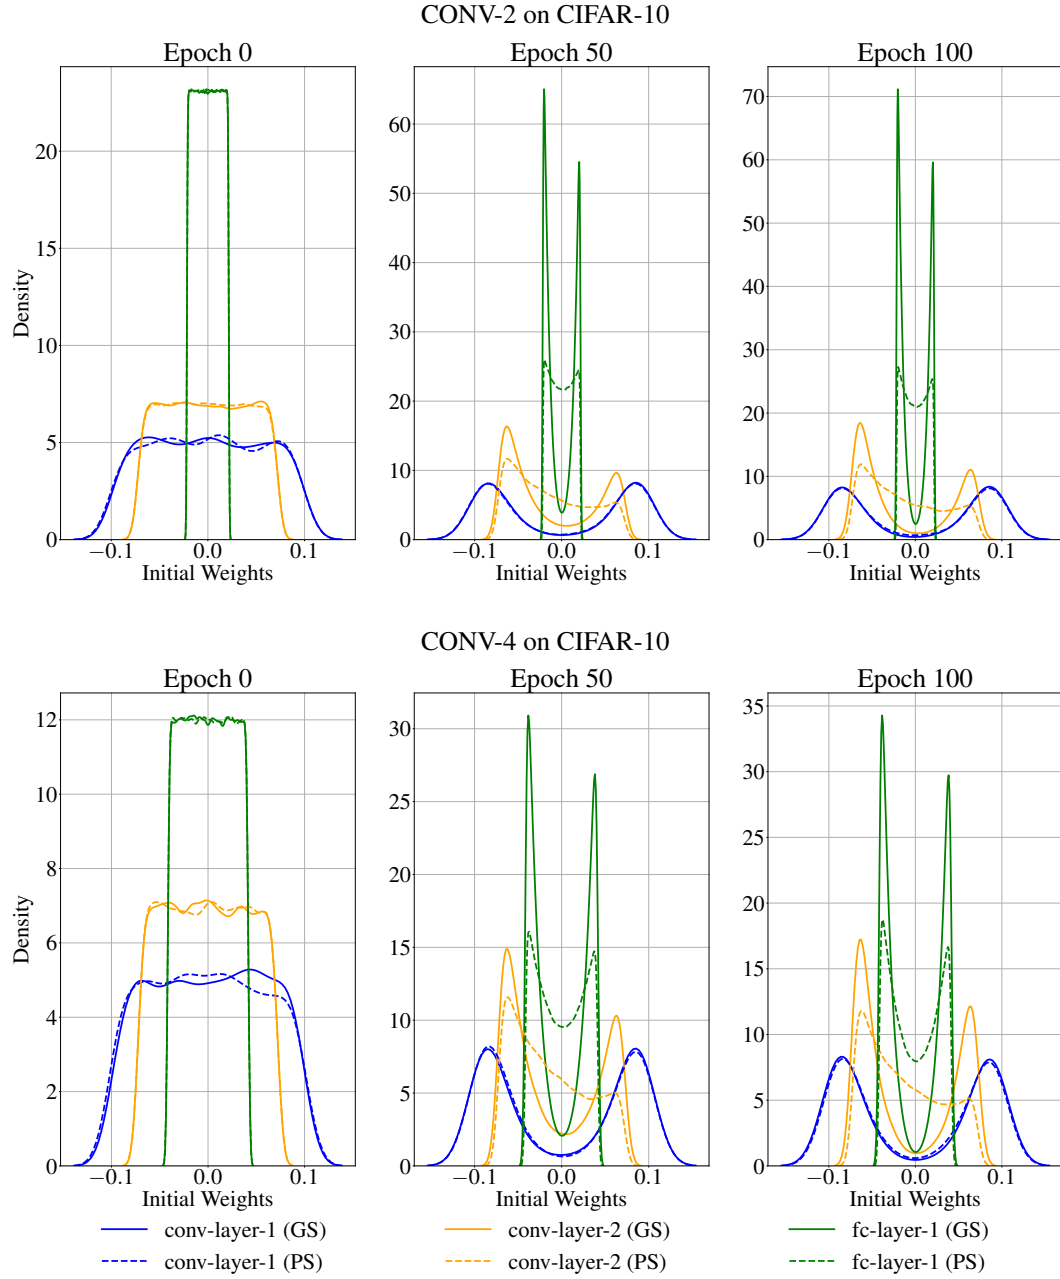 CONV-2 on CIFAR-10
Epoch 0 Epoch 50 Epoch 100
Density
0 5 10 15 20
0 10 20 30 40 50 60
0 10 20 30 40 50 60 70
−0.1 0.0 0.1 −0.1 0.0 0.1 −0.1 0.0 0.1
Initial Weights Initial Weights Initial Weights
CONV-4 on CIFAR-10
Epoch 0 Epoch 50 Epoch 100
Density
0 2 4 6 8 10 12
0 5 10 15 20 25 30
0 5 10 15 20 25 30 35
−0.1 0.0 0.1 −0.1 0.0 0.1 −0.1 0.0 0.1
Initial Weights Initial Weights Initial Weights
conv-layer-1 (GS) conv-layer-2 (GS) fc-layer-1 (GS)
conv-layer-1 (PS) conv-layer-2 (PS) fc-layer-1 (PS)